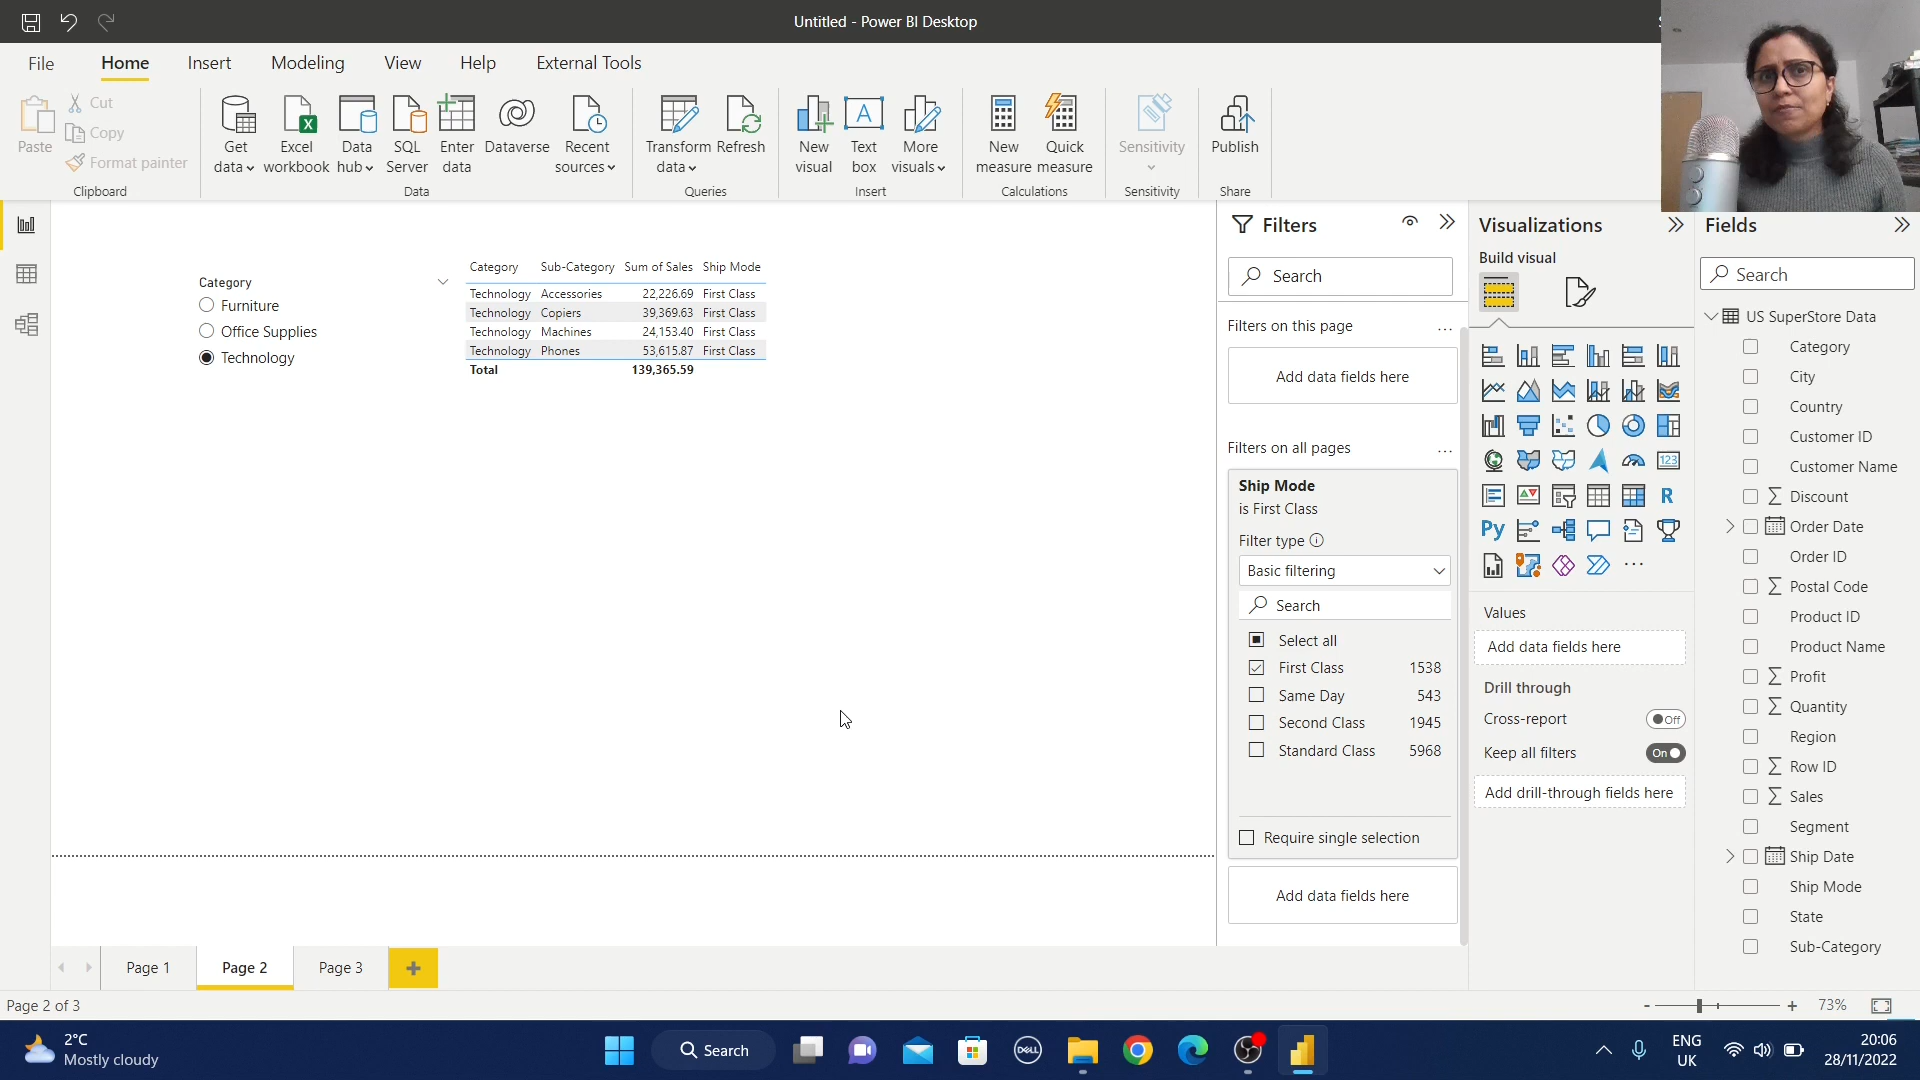 Untitled - Power BI Desktop
File Home Insert Modeling View Help External Tools
Paste
Cut
Copy
Format painter
Clipboard
Get data
Excel workbook
Data hub
SQL Server
Enter data
Dataverse
Recent sources
Data
Transform data
Refresh
Queries
New visual
Text box
More visuals
Insert
New measure
Quick measure
Calculations
Sensitivity
Sensitivity
Publish
Share
Category
Furniture
Office Supplies
Technology
Category Sub-Category Sum of Sales Ship Mode
Technology Accessories 22,226.69 First Class
Technology Copiers 39,369.63 First Class
Technology Machines 24,153.40 First Class
Technology Phones 53,615.87 First Class
Total 139,365.59
Filters
Search
Filters on this page ...
Add data fields here
Filters on all pages ...
Ship Mode
is First Class
Filter type
Basic filtering
Search
Select all
First Class 1538
Same Day 543
Second Class 1945
Standard Class 5968
Require single selection
Add data fields here
Visualizations
Build visual
123
R
Py
...
Values
Add data fields here
Drill through
Cross-report Off
Keep all filters On
Add drill-through fields here
Fields
Search
US SuperStore Data
Category
City
Country
Customer ID
Customer Name
Discount
Order Date
Order ID
Postal Code
Product ID
Product Name
Profit
Quantity
Region
Row ID
Sales
Segment
Ship Date
Ship Mode
State
Sub-Category
Page 1 Page 2 Page 3 +
Page 2 of 3
- + 73%
2°C
Mostly cloudy
Search
DELL
ENG
UK
20:06
28/11/2022